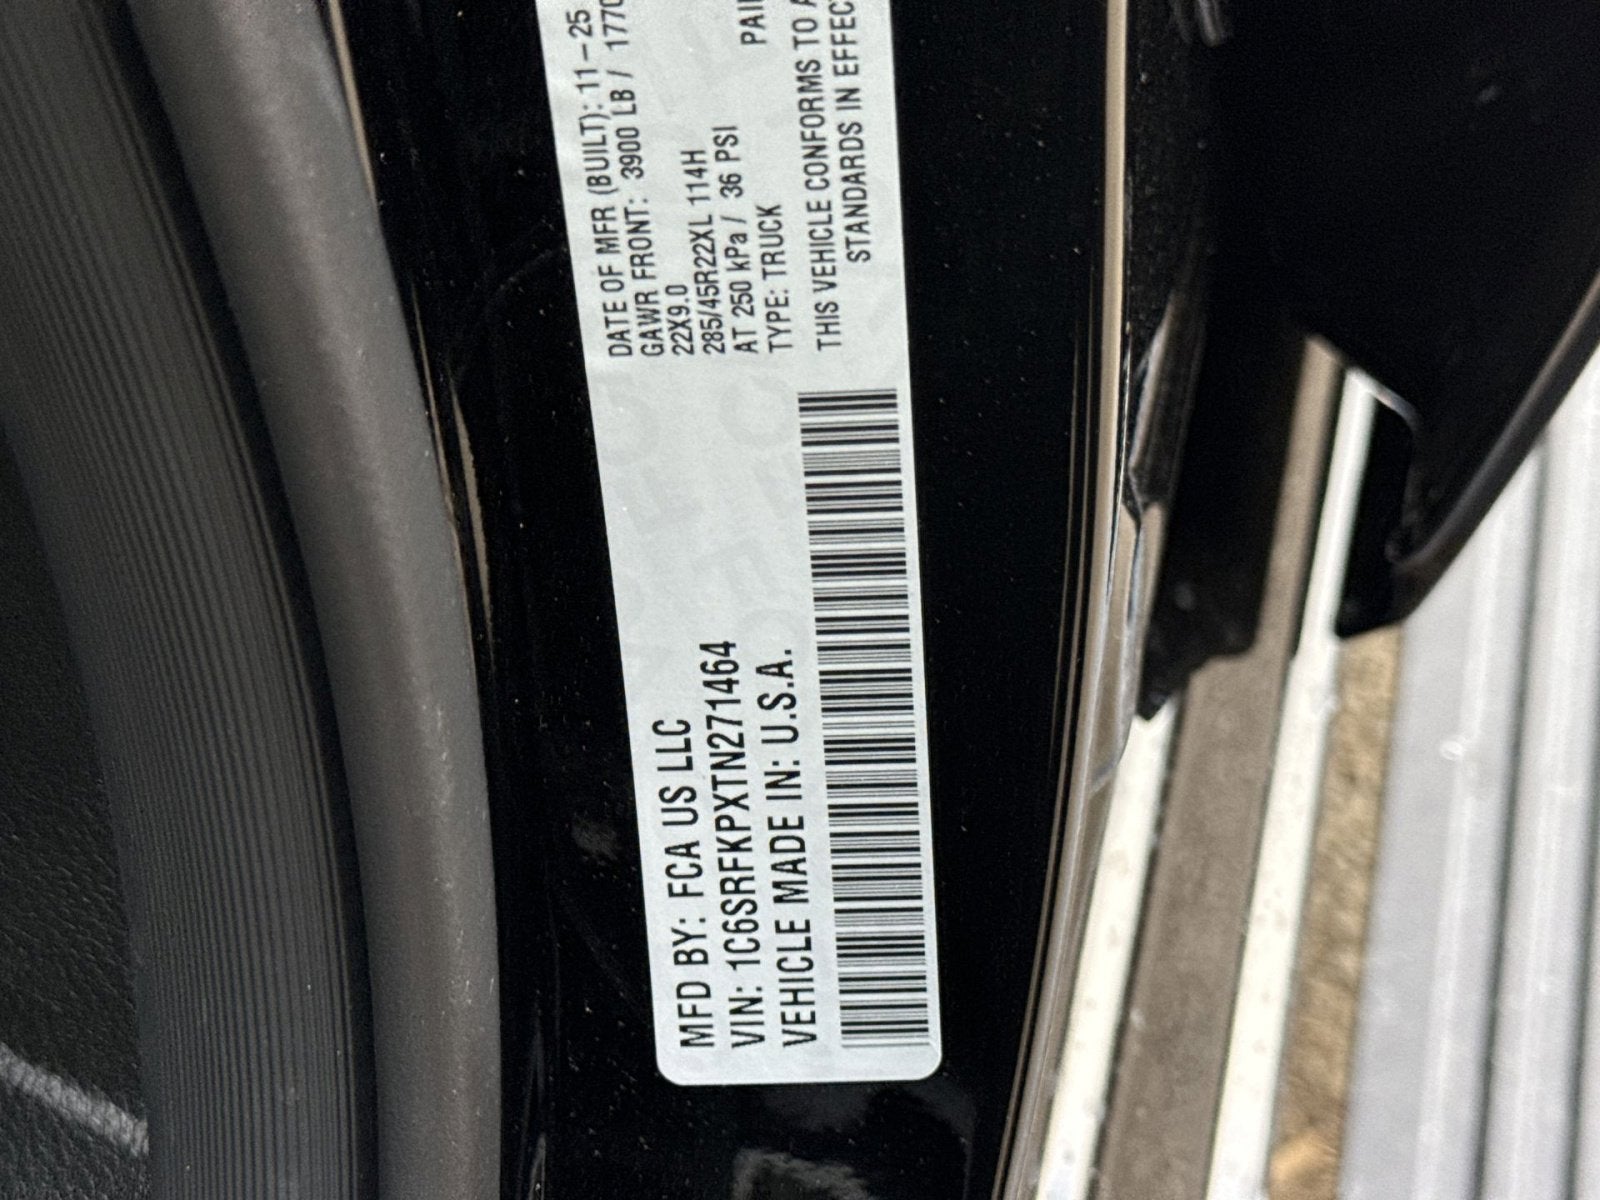 MFD BY: FCA US LLC
VIN: 1C6SRFKPXTN271464
VEHICLE MADE IN: U.S.A.
DATE OF MFR (BUILT): 11-25
GAWR FRONT: 3900 LB / 1770
22X9.0
285/45R22XL 114H
AT 250 kPa / 36 PSI
TYPE: TRUCK
THIS VEHICLE CONFORMS TO
STANDARDS IN EFFEC